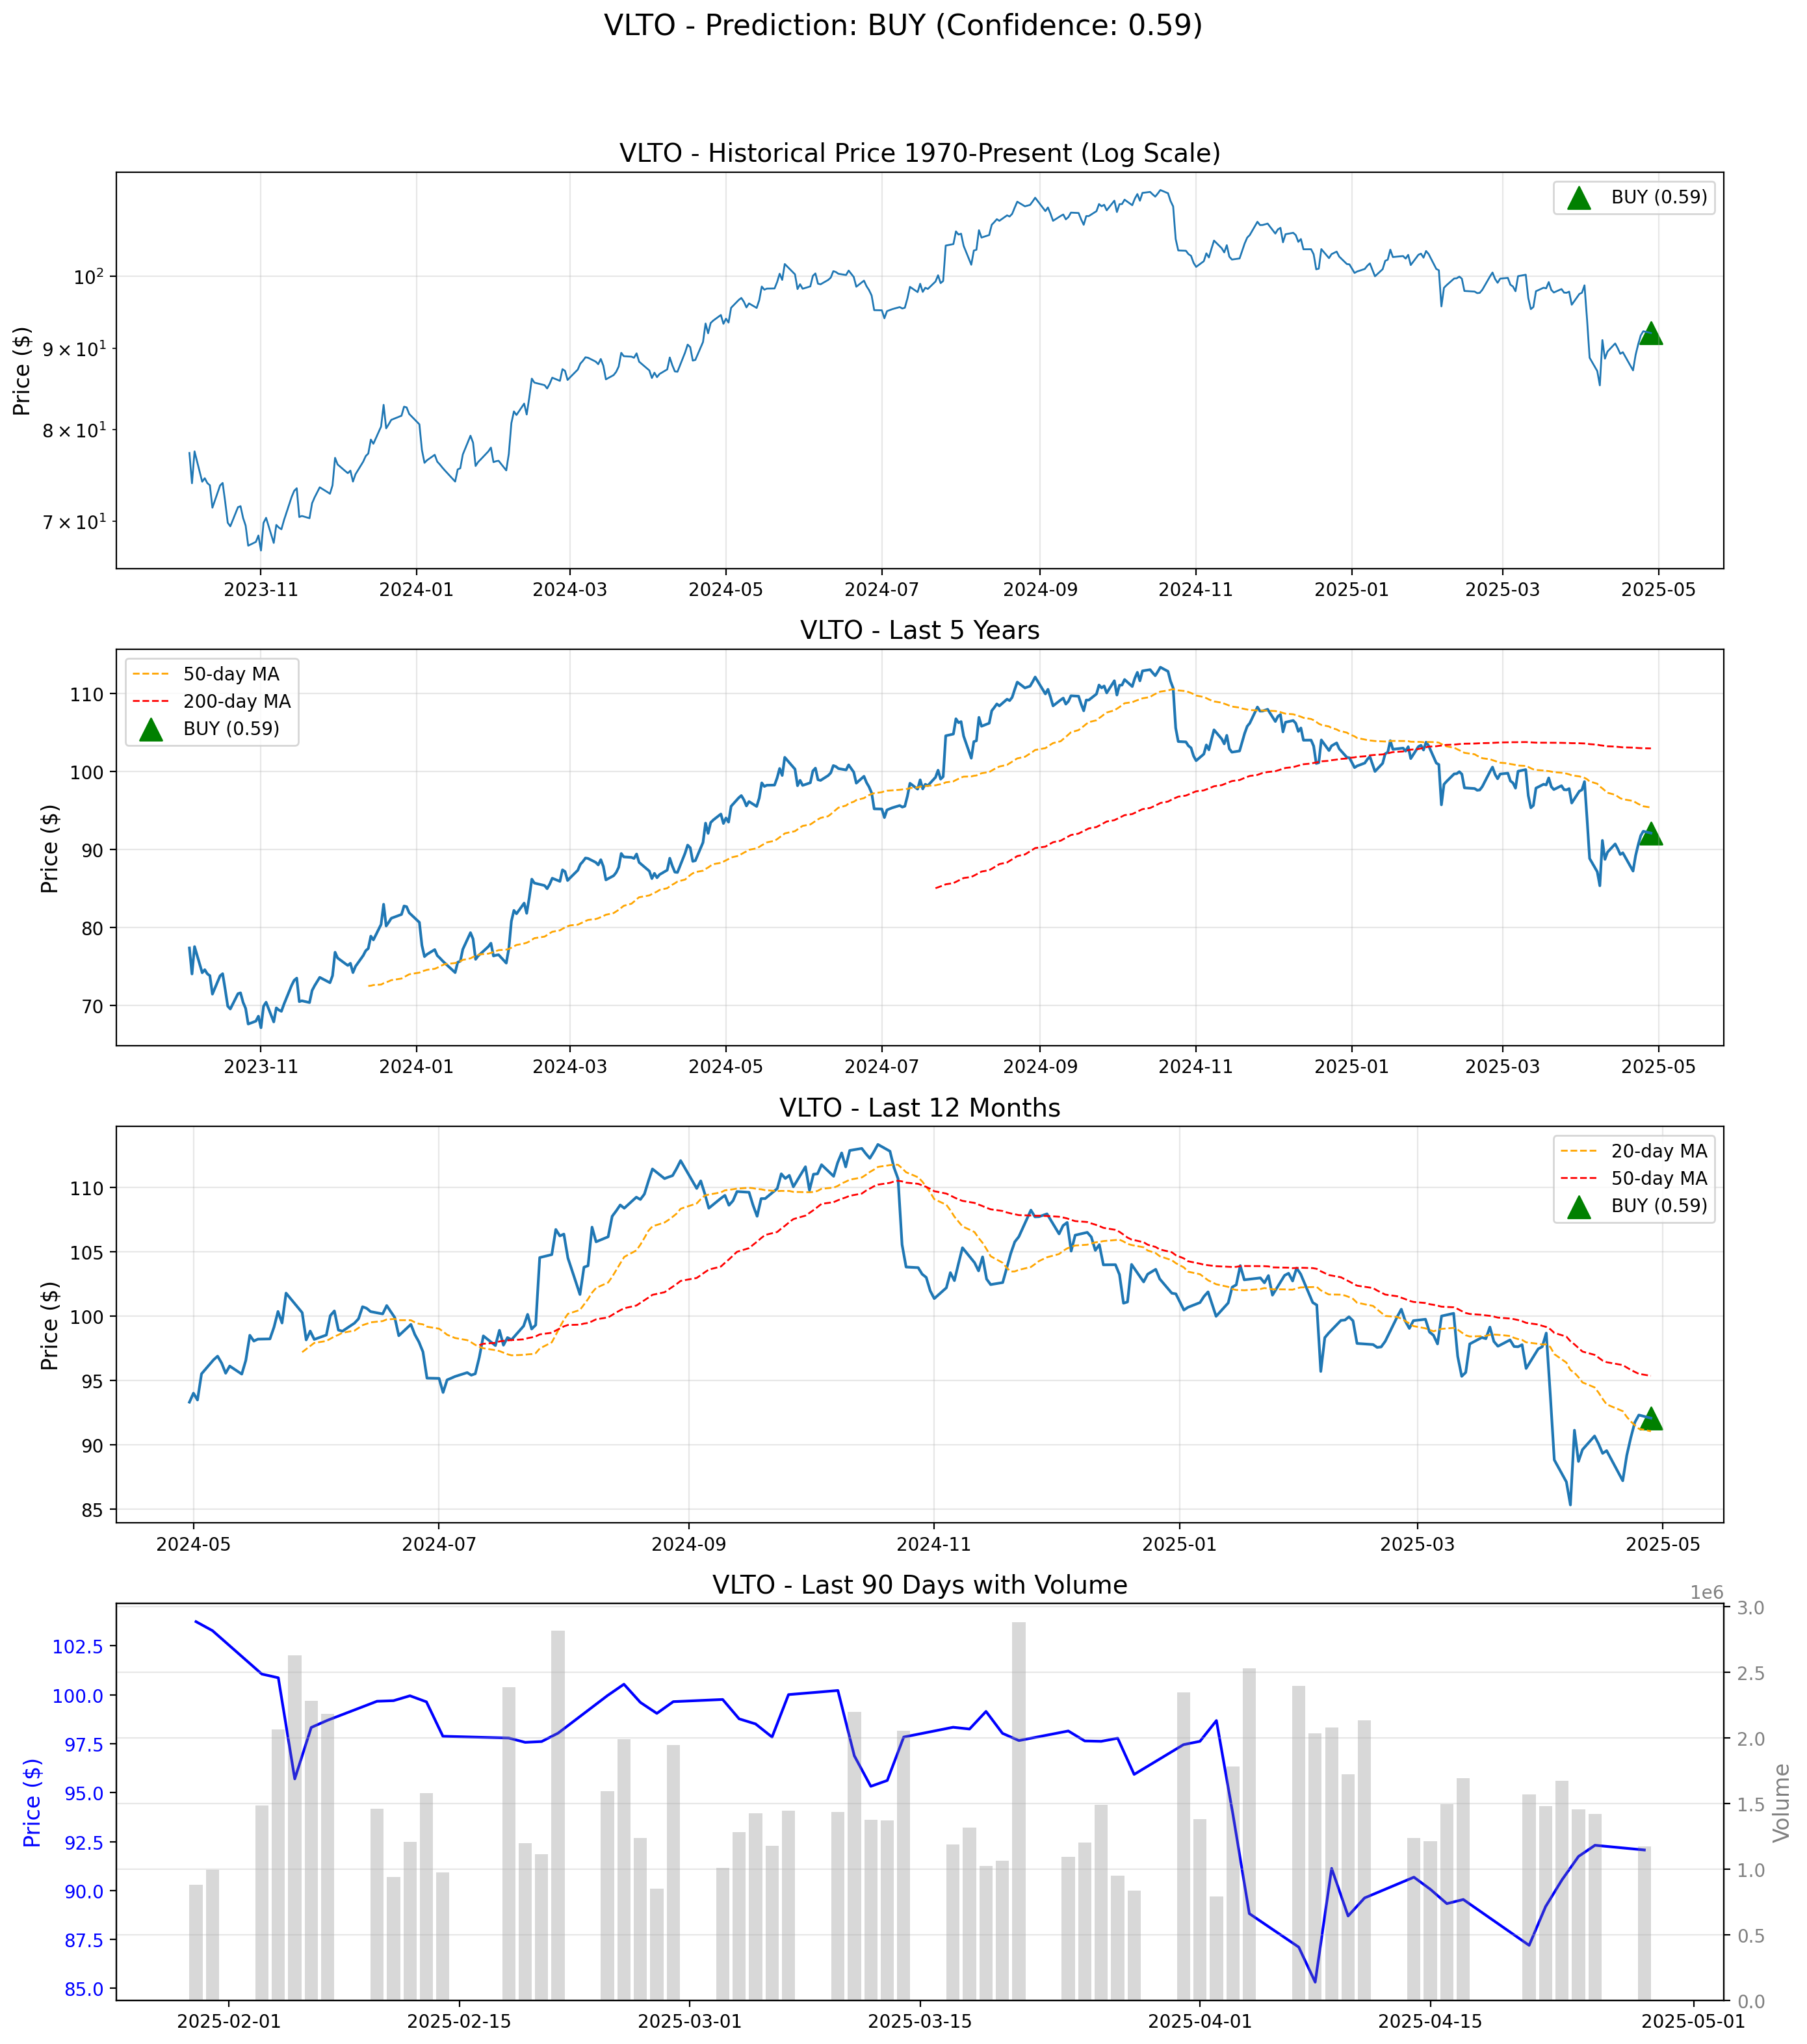 VLTO - Prediction: BUY (Confidence: 0.59)
VLTO - Historical Price 1970-Present (Log Scale)
Price ($)
10²
9 × 10¹
8 × 10¹
7 × 10¹
BUY (0.59)
2023-11 2024-01 2024-03 2024-05 2024-07 2024-09 2024-11 2025-01 2025-03 2025-05
VLTO - Last 5 Years
Price ($)
110
100
90
80
70
50-day MA
200-day MA
BUY (0.59)
2023-11 2024-01 2024-03 2024-05 2024-07 2024-09 2024-11 2025-01 2025-03 2025-05
VLTO - Last 12 Months
Price ($)
110
105
100
95
90
85
20-day MA
50-day MA
BUY (0.59)
2024-05 2024-07 2024-09 2024-11 2025-01 2025-03 2025-05
VLTO - Last 90 Days with Volume
Price ($)
102.5
100.0
97.5
95.0
92.5
90.0
87.5
85.0
1e6
3.0
2.5
2.0
1.5
1.0
0.5
0.0
Volume
2025-02-01 2025-02-15 2025-03-01 2025-03-15 2025-04-01 2025-04-15 2025-05-01